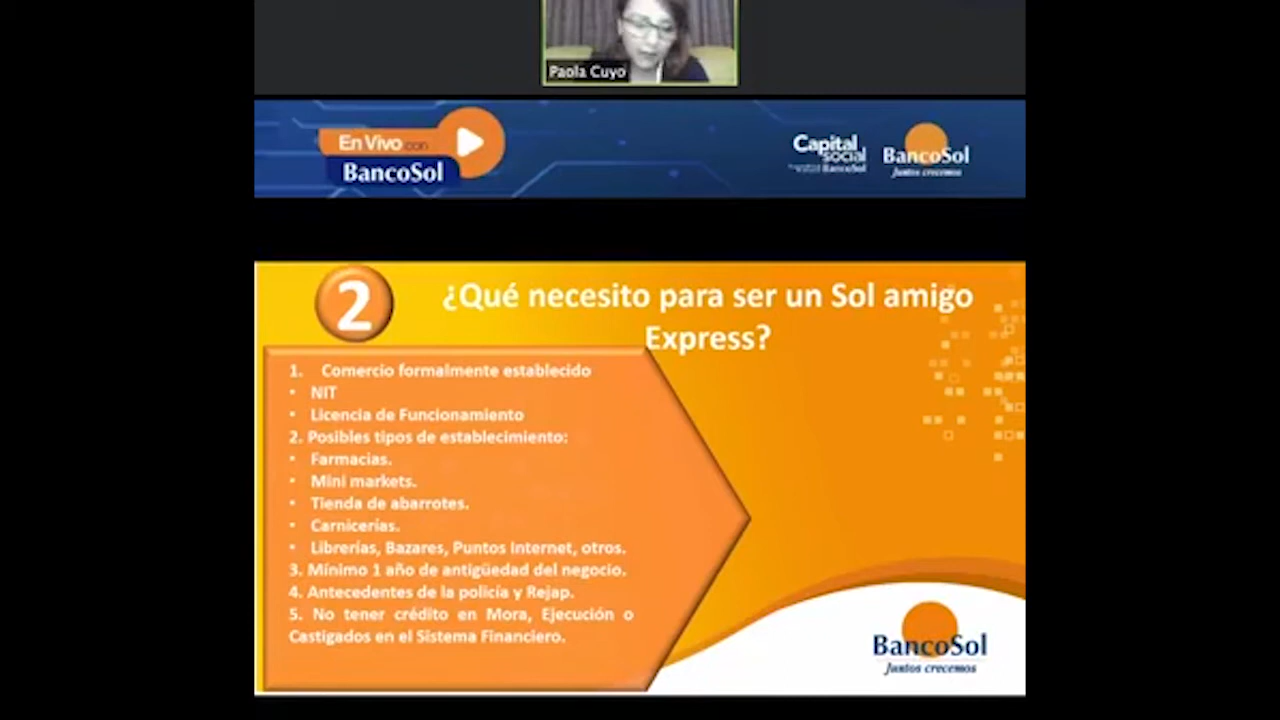 Paola Cuyo
En Vivo con
BancoSol
Capital
social
BancoSol
BancoSol
Juntos crecemos
2
¿Qué necesito para ser un Sol amigo
Express?
1. Comercio formalmente establecido
• NIT
• Licencia de Funcionamiento
2. Posibles tipos de establecimiento:
• Farmacias.
• Mini markets.
• Tienda de abarrotes.
• Carnicerías.
• Librerías, Bazares, Puntos Internet, otros.
3. Mínimo 1 año de antigüedad del negocio.
4. Antecedentes de la policía y Rejap.
5. No tener crédito en Mora, Ejecución o
Castigados en el Sistema Financiero.
BancoSol
Juntos crecemos